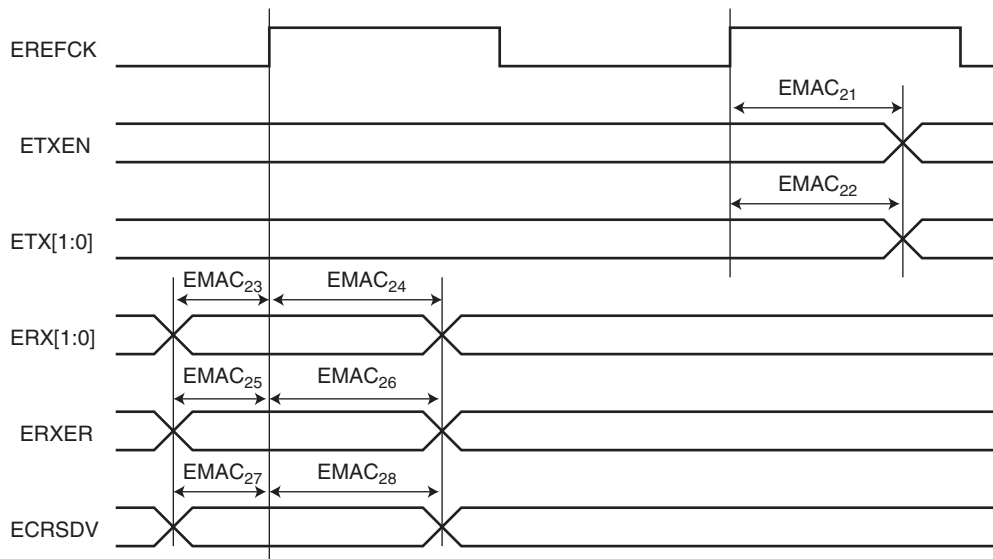 EREFCK
EMAC21
ETXEN
EMAC22
ETX[1:0]
EMAC23 EMAC24
ERX[1:0]
EMAC25 EMAC26
ERXER
EMAC27 EMAC28
ECRSDV